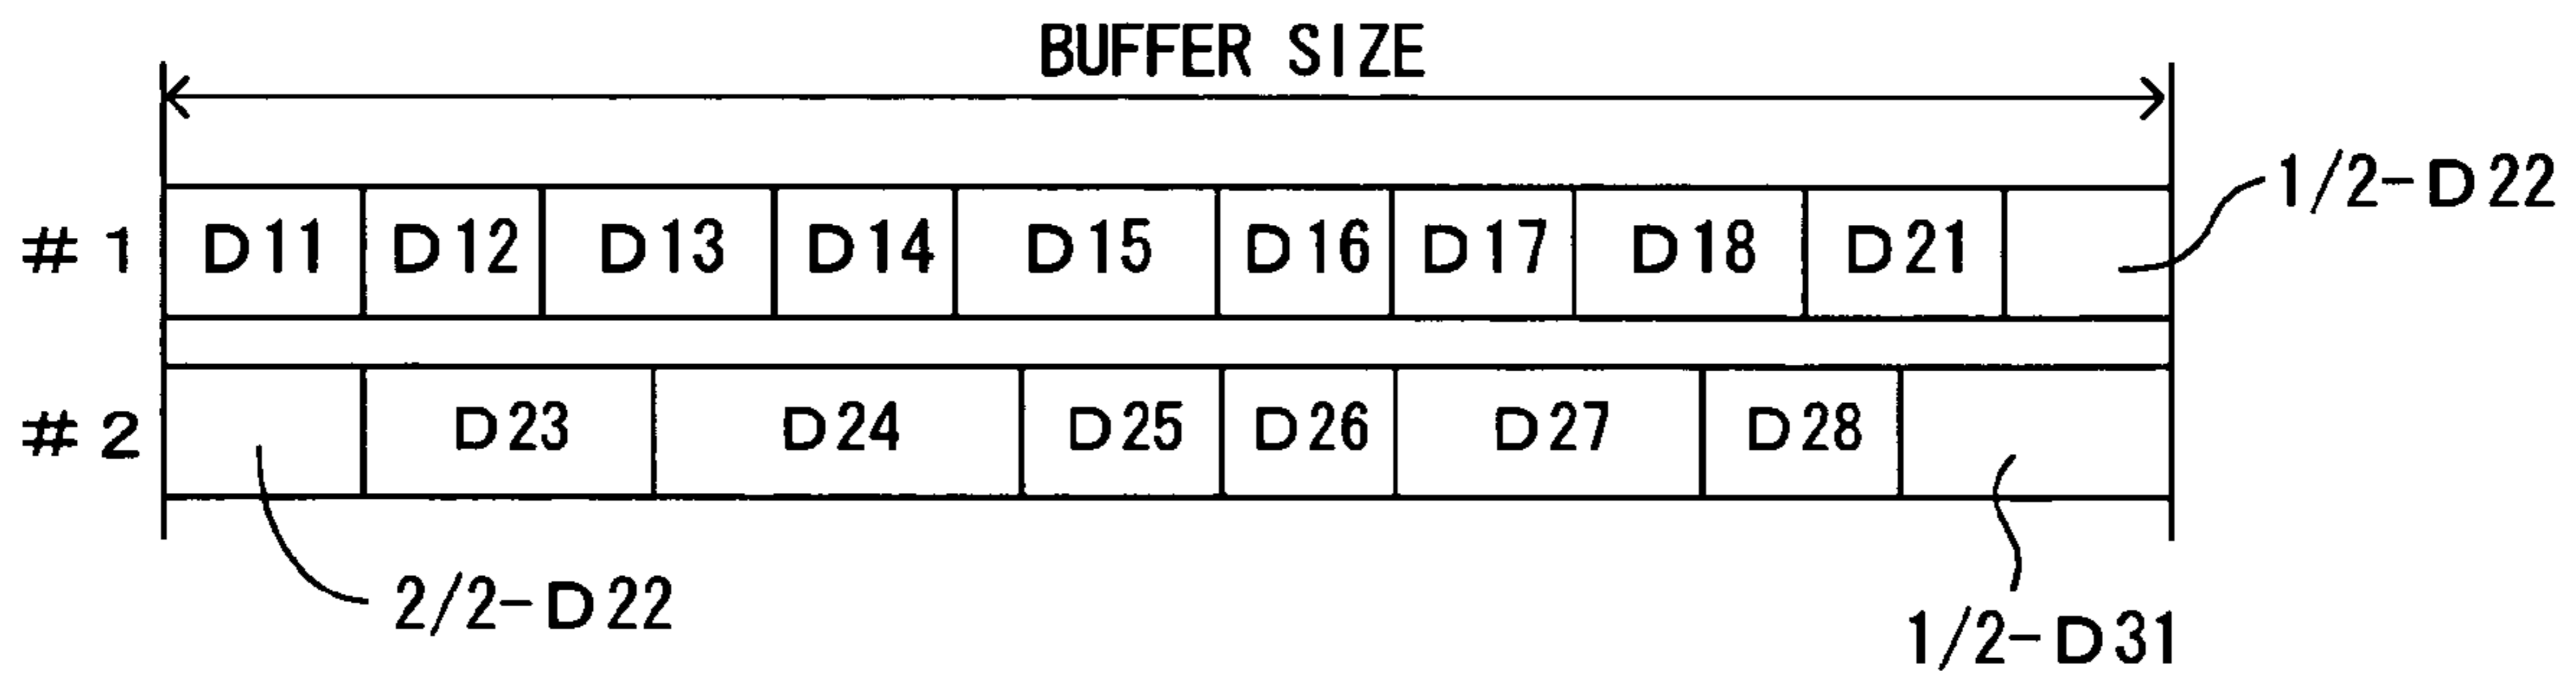 BUFFER SIZE
1/2-D22
#1 D11 D12 D13 D14 D15 D16 D17 D18 D21
#2 D23 D24 D25 D26 D27 D28
2/2-D22
1/2-D31